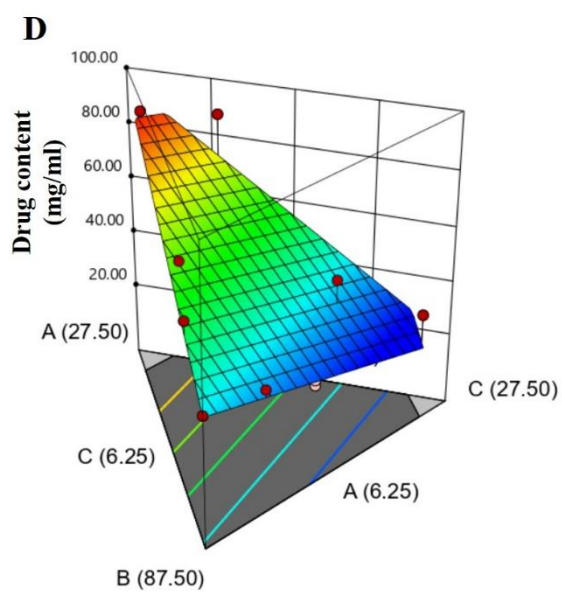 D
100.00
80.00
60.00
40.00
20.00
Drug content
(mg/ml)
A (27.50)
C (27.50)
C (6.25)
A (6.25)
B (87.50)